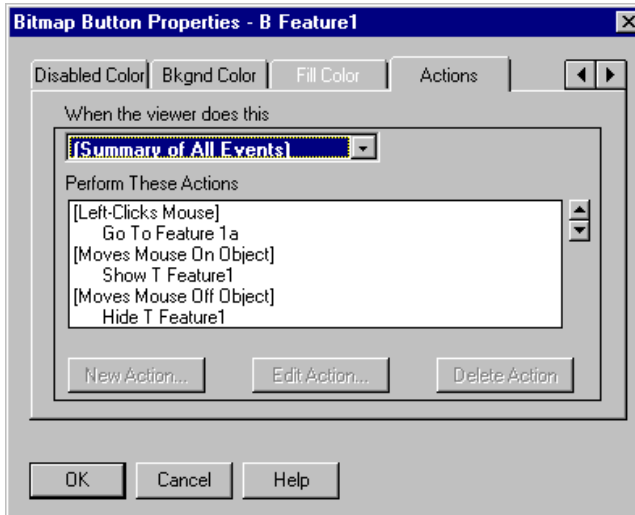 Bitmap Button Properties - B Feature1
Disabled Color Bkgnd Color Fill Color Actions
When the viewer does this
(Summary of All Events)
Perform These Actions
[Left-Clicks Mouse]
Go To Feature 1a
[Moves Mouse On Object]
Show T Feature1
[Moves Mouse Off Object]
Hide T Feature1
New Action... Edit Action... Delete Action
OK Cancel Help